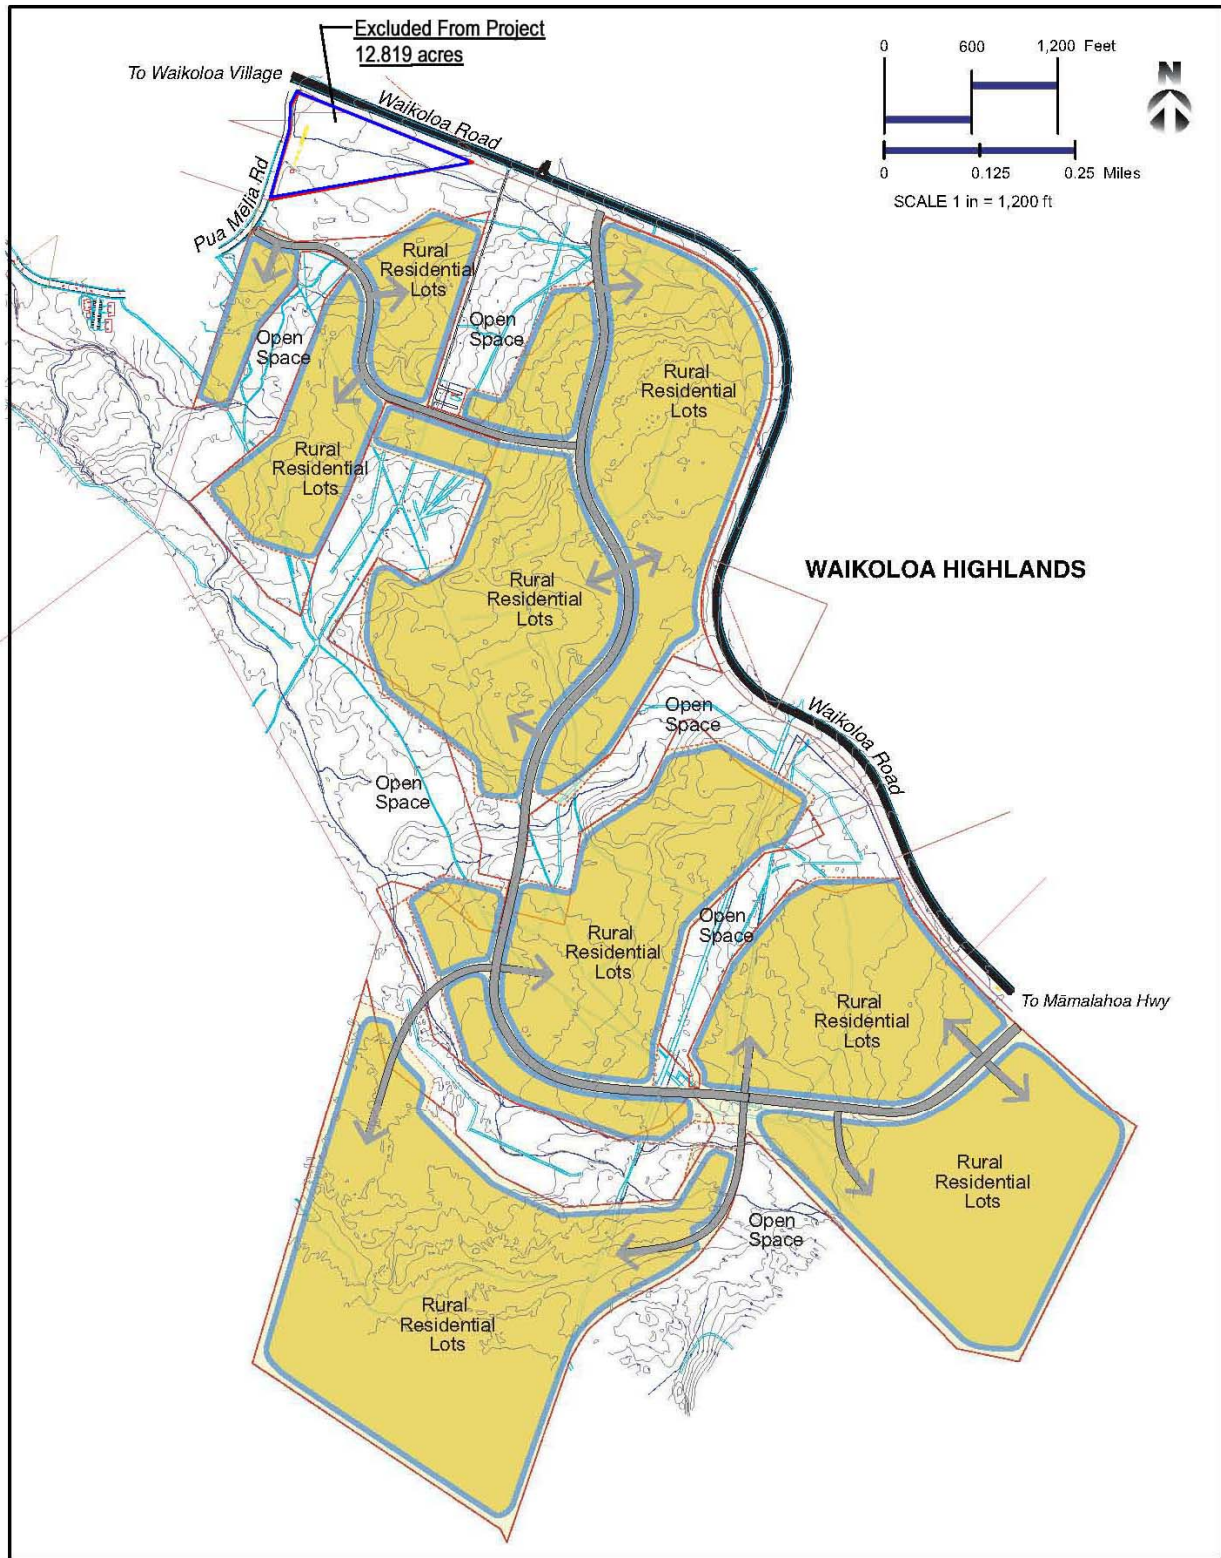 Excluded From Project
12.819 acres
To Waikoloa Village
Waikoloa Road
Pua Melia Rd
0 600 1,200 Feet
0 0.125 0.25 Miles
SCALE 1 in = 1,200 ft
N
Rural
Residential
Lots
Open
Space
Open
Space
Rural
Residential
Lots
Rural
Residential
Lots
WAIKOLOA HIGHLANDS
Rural
Residential
Lots
Open
Space
Waikoloa Road
Open
Space
Open
Space
Rural
Residential
Lots
Rural
Residential
Lots
To Māmalahoa Hwy
Rural
Residential
Lots
Open
Space
Rural
Residential
Lots